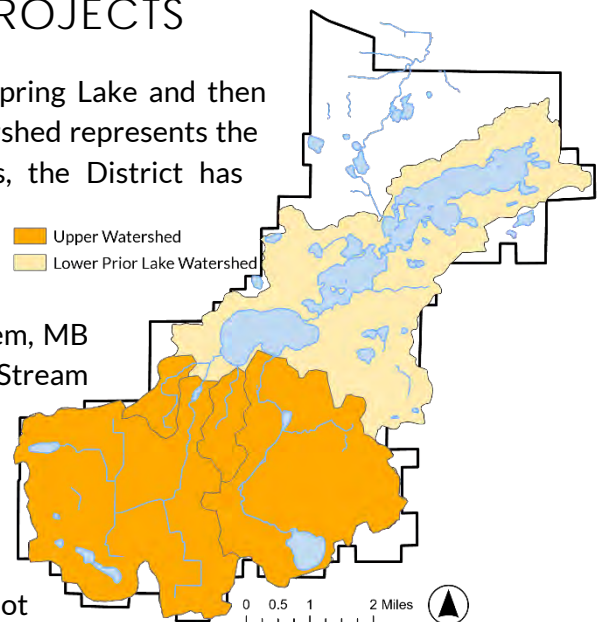 ROJECTS
pring Lake and then
shed represents the
s, the District has
Upper Watershed
Lower Prior Lake Watershed
em, MB
Stream
ot
0 0.5 1 2 Miles